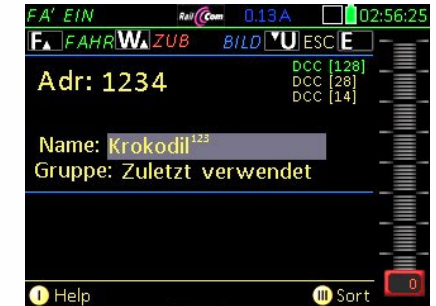 FA' EIN RailCom 0.13A 02:56:25
F FAHR W ZUB BILD U ESC E
Adr: 1234 DCC [128]
DCC [28]
DCC [14]
Name: Krokodil¹²³
Gruppe: Zuletzt verwendet
0
I Help III Sort